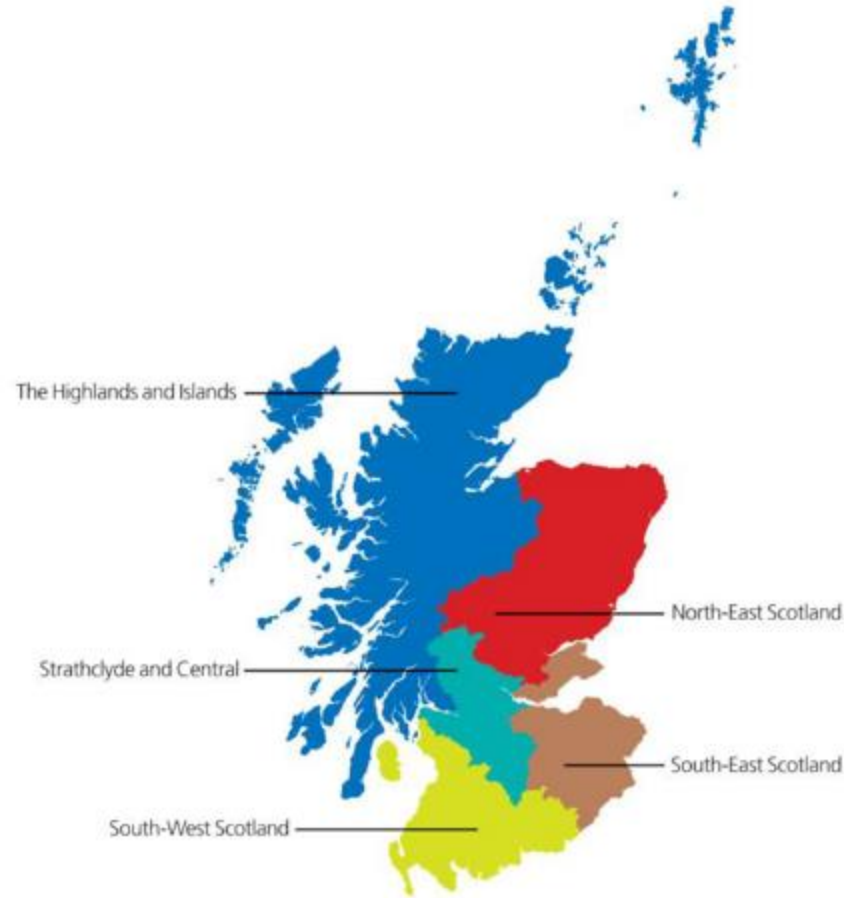 The Highlands and Islands
North-East Scotland
Strathclyde and Central
South-East Scotland
South-West Scotland